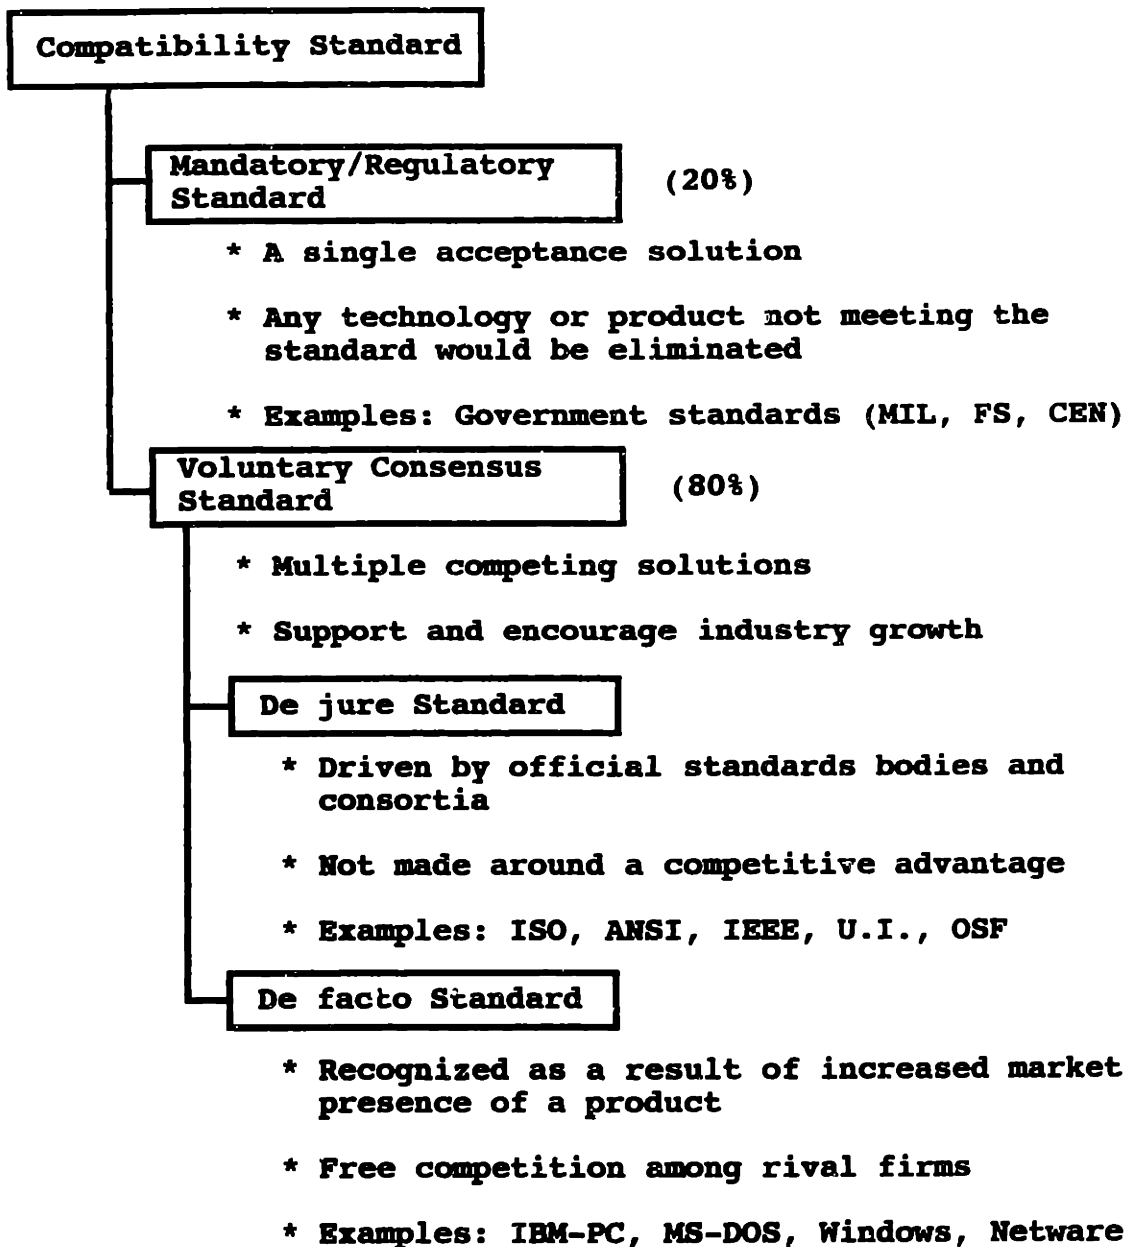 Compatibility Standard
Mandatory/Regulatory (20%)
Standard
* A single acceptance solution
* Any technology or product not meeting the
standard would be eliminated
* Examples: Government standards (MIL, FS, CEN)
Voluntary Consensus (80%)
Standard
* Multiple competing solutions
* Support and encourage industry growth
De jure Standard
* Driven by official standards bodies and
consortia
* Not made around a competitive advantage
* Examples: ISO, ANSI, IEEE, U.I., OSF
De facto Standard
* Recognized as a result of increased market
presence of a product
* Free competition among rival firms
* Examples: IBM-PC, MS-DOS, Windows, Netware